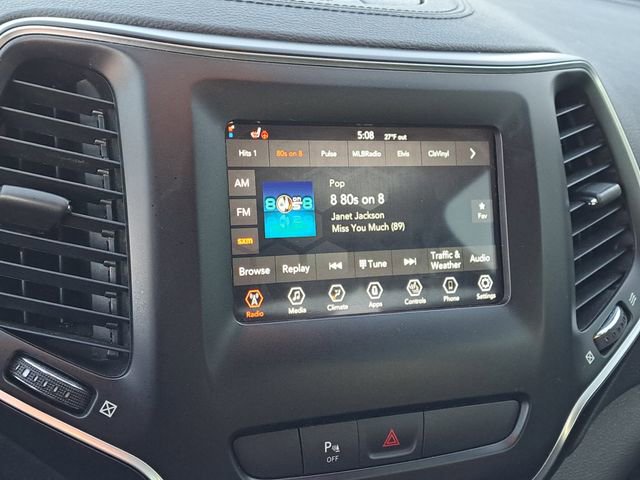 5:08 27°F out
Hits 1 80s on 8 Pulse MLBRadio Elvis ClsVinyl
AM
FM
sxm
8 8
Pop
8 80s on 8
Janet Jackson
Miss You Much (89)
Fav
Browse Replay Tune Traffic & Weather Audio
Radio Media Climate Apps Controls Phone Settings
P
OFF